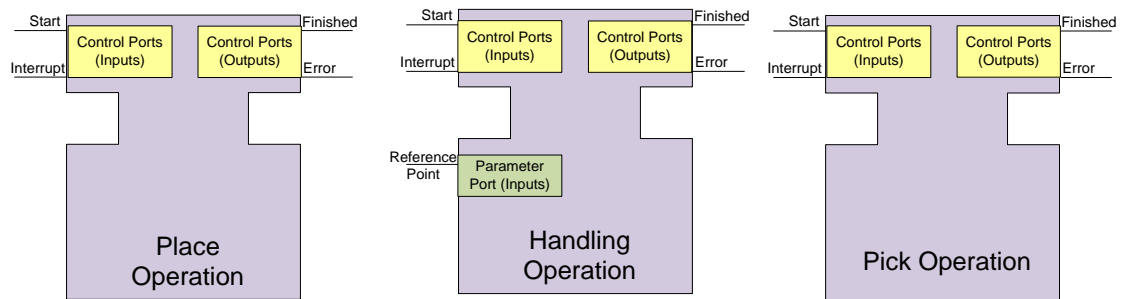 Start
Control Ports
(Inputs)
Control Ports
(Outputs)
Finished
Interrupt
Error
Place
Operation
Start
Control Ports
(Inputs)
Control Ports
(Outputs)
Finished
Interrupt
Error
Reference
Point
Parameter
Port (Inputs)
Handling
Operation
Start
Control Ports
(Inputs)
Control Ports
(Outputs)
Finished
Interrupt
Error
Pick Operation